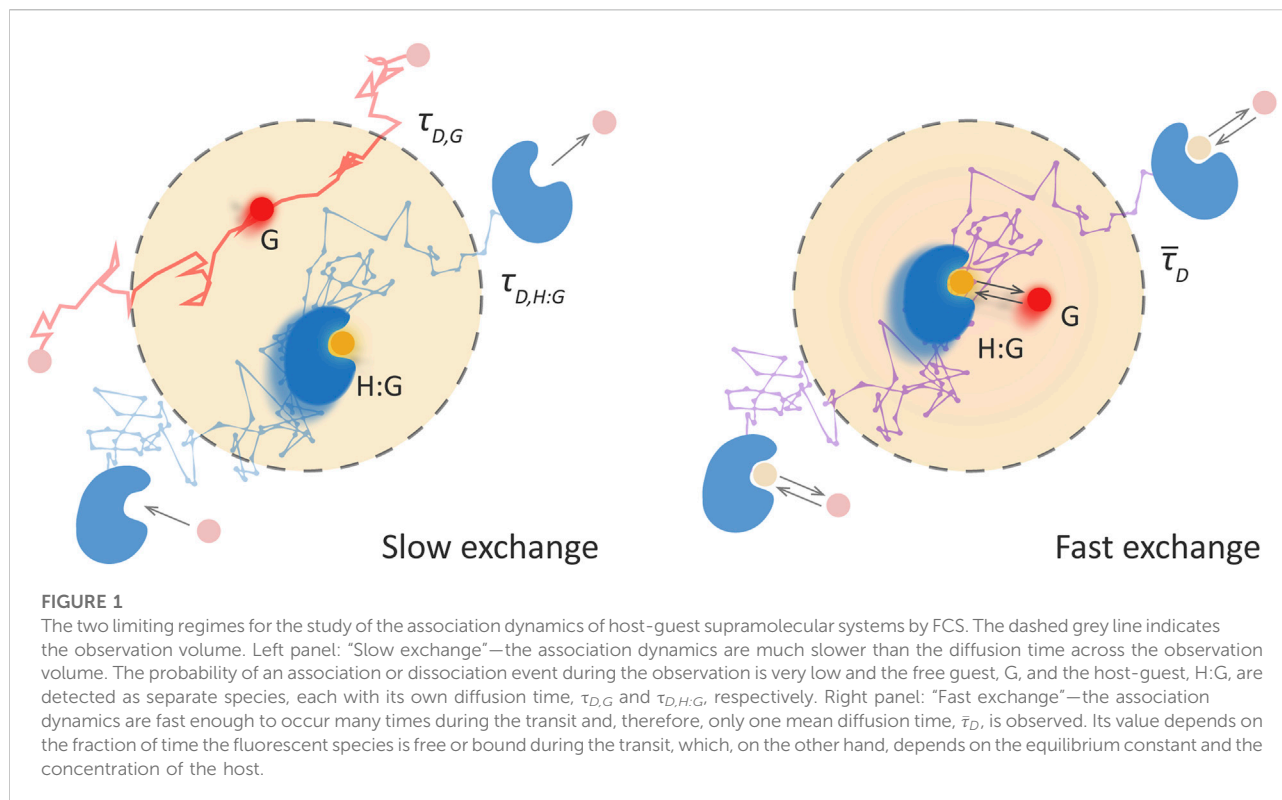 τD,G
G
τD,H:G
H:G
Slow exchange
τ̄D
G
H:G
Fast exchange
FIGURE 1
The two limiting regimes for the study of the association dynamics of host-guest supramolecular systems by FCS. The dashed grey line indicates
the observation volume. Left panel: “Slow exchange”—the association dynamics are much slower than the diffusion time across the observation
volume. The probability of an association or dissociation event during the observation is very low and the free guest, G, and the host-guest, H:G, are
detected as separate species, each with its own diffusion time, τD,G and τD,H:G, respectively. Right panel: “Fast exchange”—the association
dynamics are fast enough to occur many times during the transit and, therefore, only one mean diffusion time, τ̄D, is observed. Its value depends on
the fraction of time the fluorescent species is free or bound during the transit, which, on the other hand, depends on the equilibrium constant and the
concentration of the host.